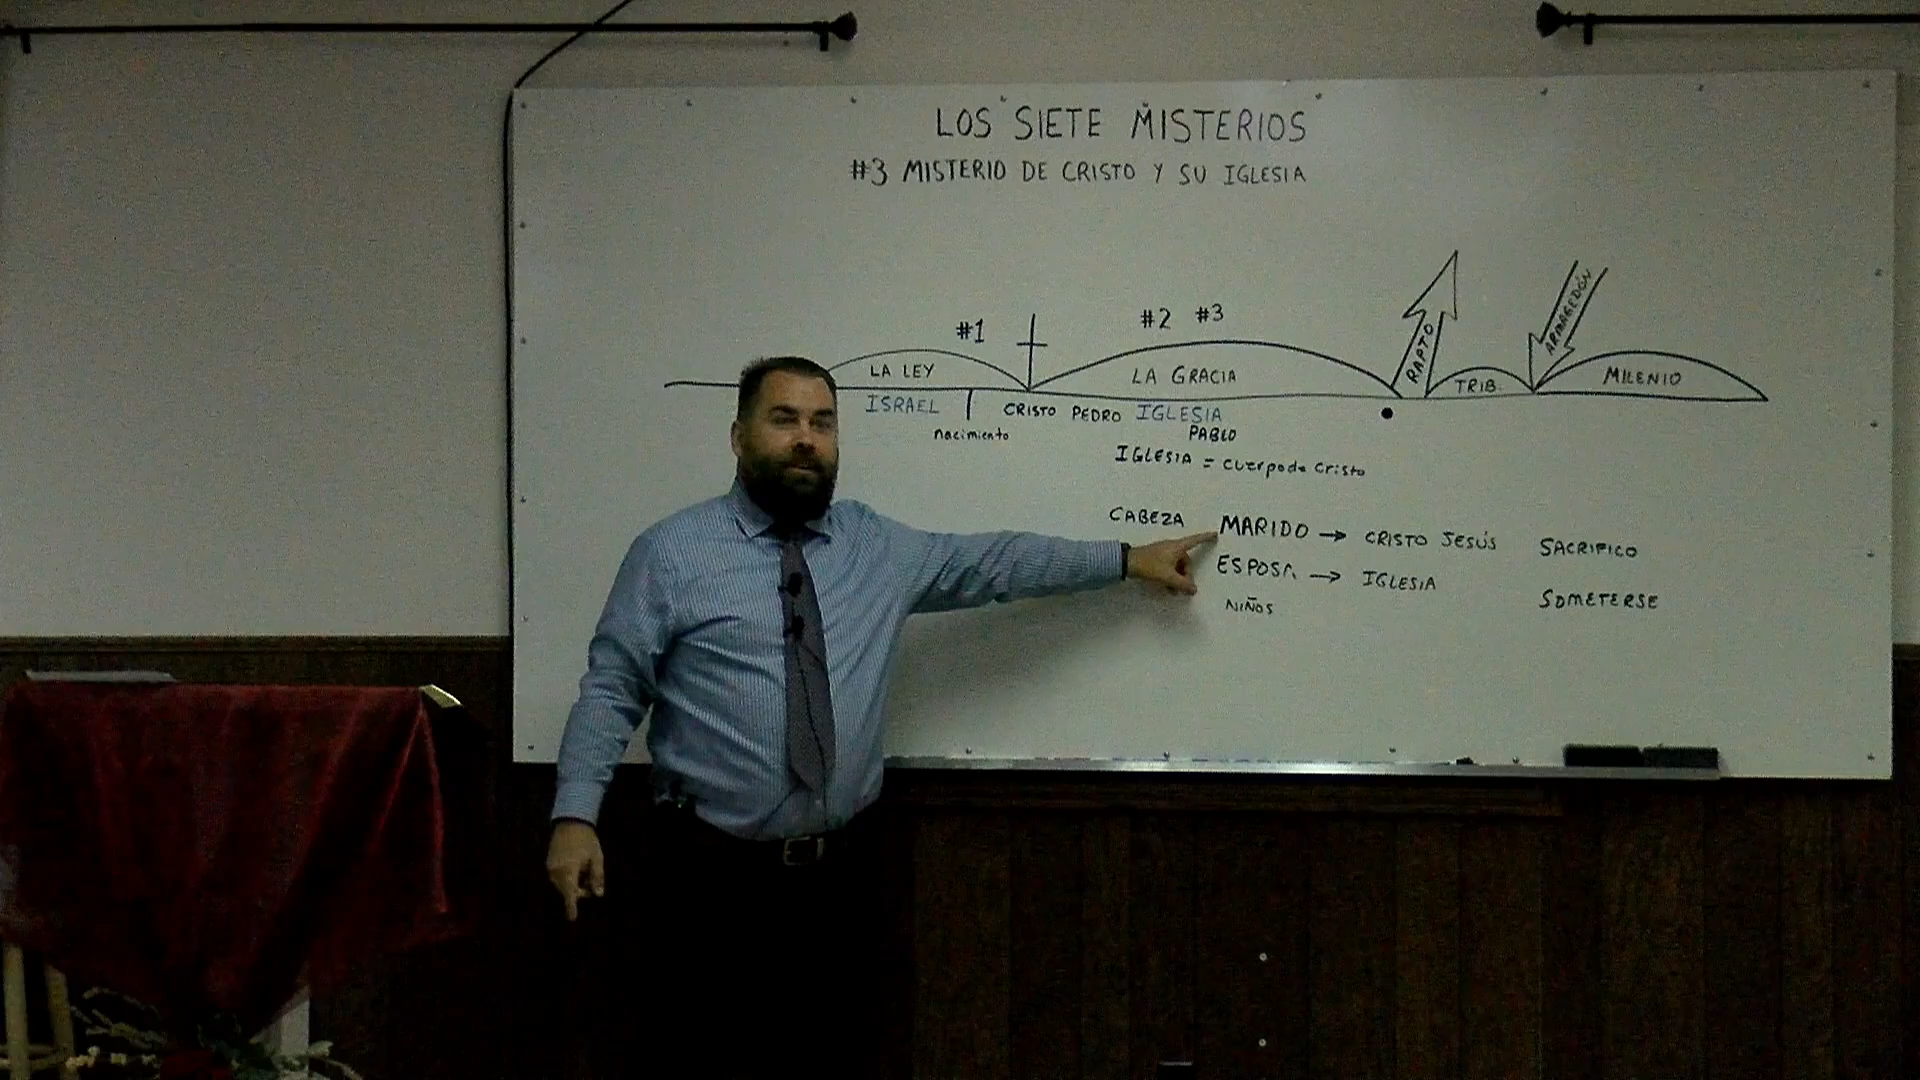 LOS SIETE MISTERIOS
#3 MISTERIO DE CRISTO Y SU IGLESIA
#1
#2 #3
LA LEY
LA GRACIA
RAPTO
TRIB.
ARMAGEDÓN
MILENIO
ISRAEL
CRISTO PEDRO IGLESIA
nacimiento
PABLO
IGLESIA = cuerpo de Cristo
CABEZA MARIDO → CRISTO JESÚS SACRIFICO
ESPOSA → IGLESIA SOMETERSE
NIÑOS